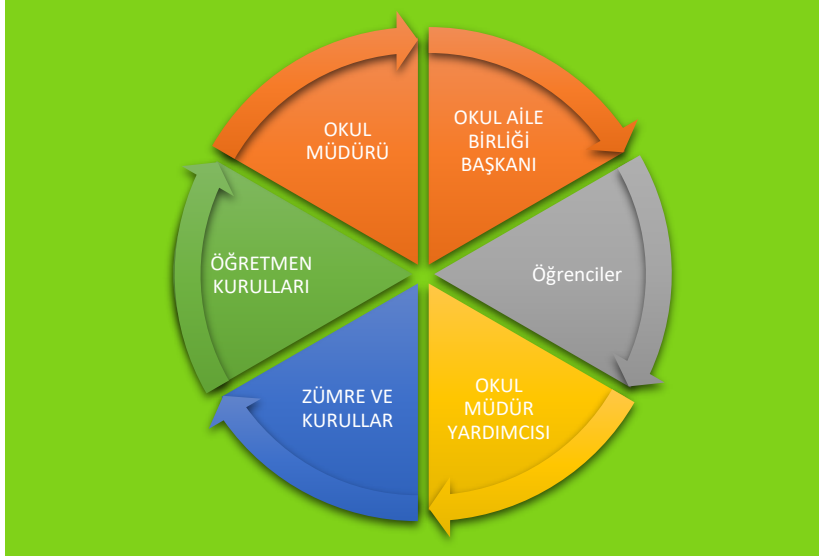 OKUL
MÜDÜRÜ
OKUL AİLE
BİRLİĞİ
BAŞKANI
Öğrenciler
OKUL
MÜDÜR
YARDIMCISI
ZÜMRE VE
KURULLAR
ÖĞRETMEN
KURULLARI